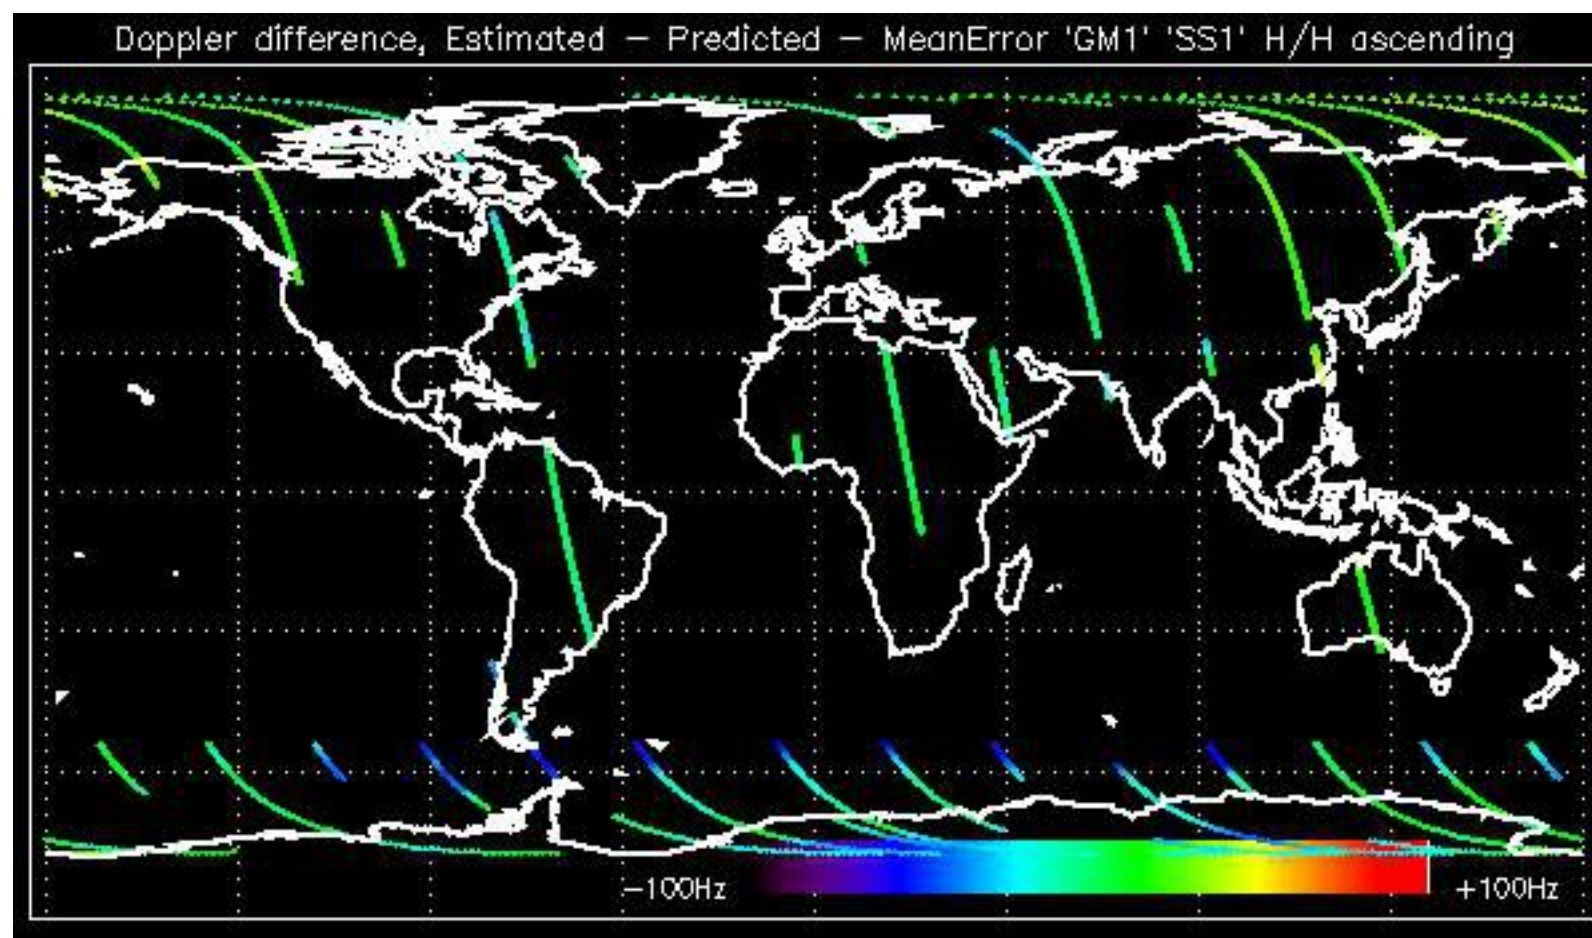 Doppler difference, Estimated − Predicted − MeanError 'GM1' 'SS1' H/H ascending
−100Hz
+100Hz